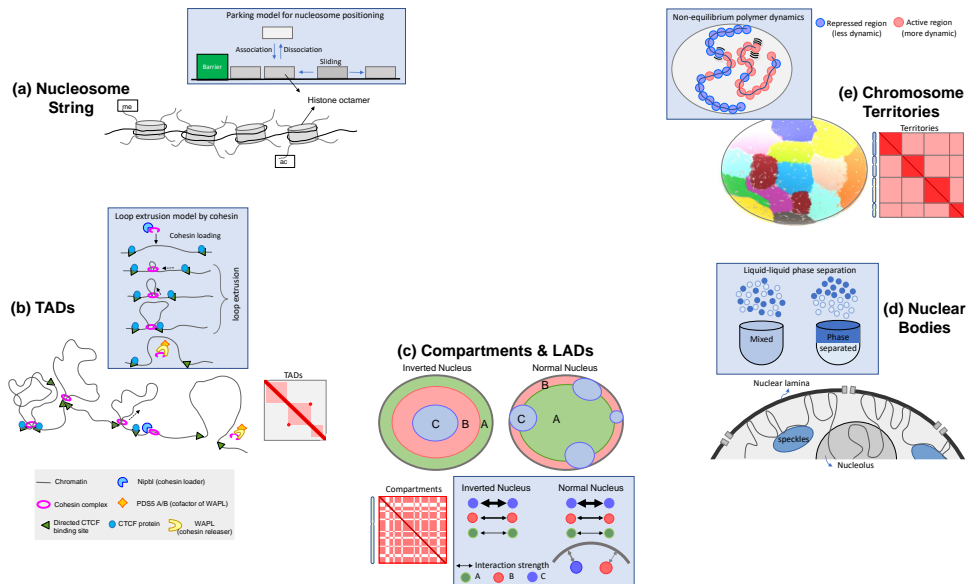 Parking model for nucleosome positioning
Association
Dissociation
Sliding
Barrier
(a) Nucleosome
String
Histone octamer
me
ac
Non-equilibrium polymer dynamics
Repressed region
(less dynamic)
Active region
(more dynamic)
(e) Chromosome
Territories
Territories
Loop extrusion model by cohesin
Cohesin loading
loop extrusion
(b) TADs
TADs
Chromatin
Nipbl (cohesin loader)
Cohesin complex
PDS5 A/B (cofactor of WAPL)
Directed CTCF
binding site
CTCF protein
WAPL
(cohesin releaser)
(c) Compartments & LADs
Inverted Nucleus
Normal Nucleus
C
B
A
B
C
A
Compartments
Inverted Nucleus
Normal Nucleus
Interaction strength
A
B
C
Liquid-liquid phase separation
Mixed
Phase
separated
(d) Nuclear
Bodies
Nuclear lamina
speckles
Nucleolus